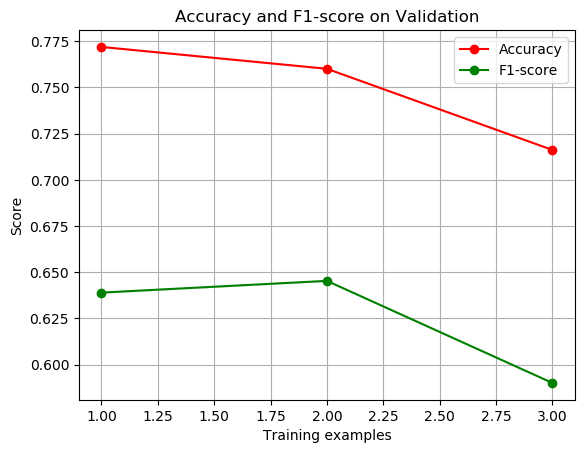 Accuracy and F1-score on Validation
Accuracy
F1-score
0.775
0.750
0.725
0.700
0.675
0.650
0.625
0.600
Score
1.00 1.25 1.50 1.75 2.00 2.25 2.50 2.75 3.00
Training examples